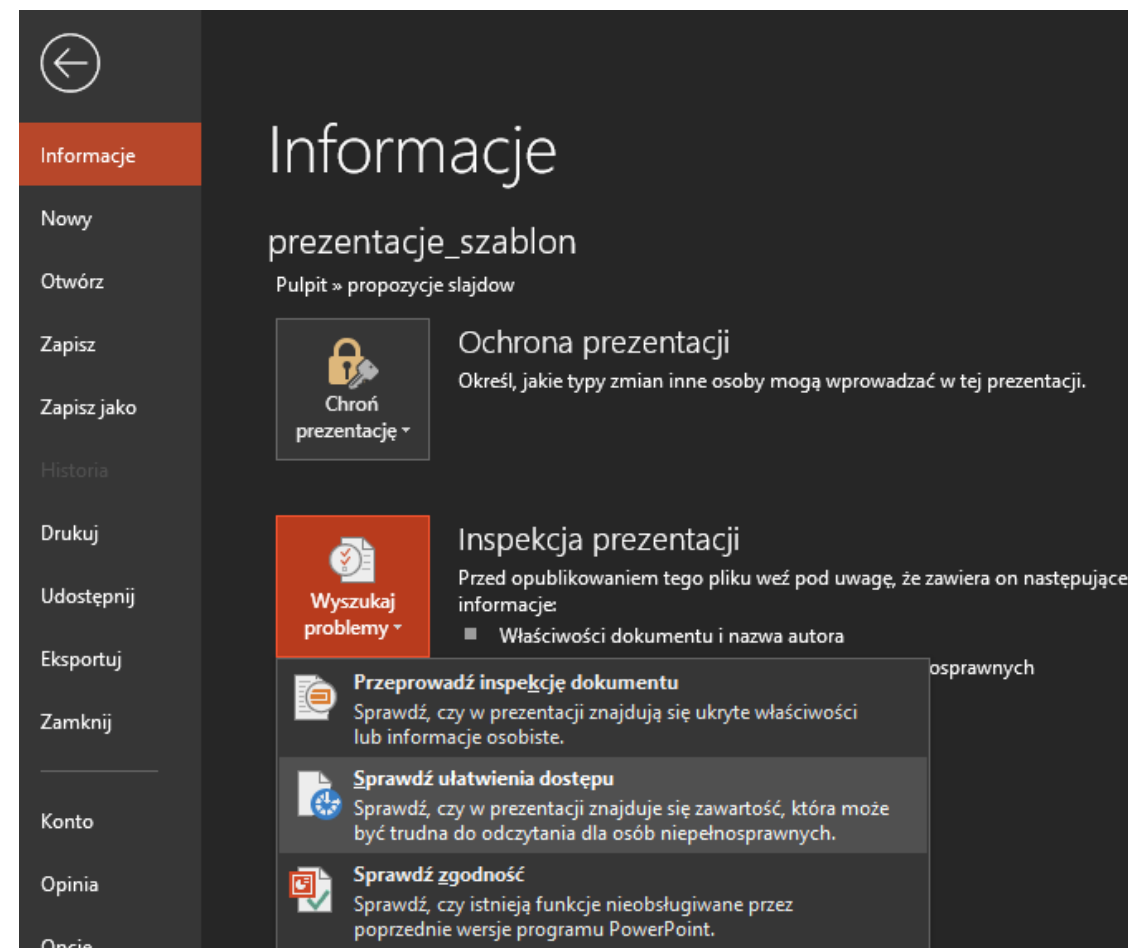 Informacje
Nowy
Otwórz
Zapisz
Zapisz jako
Historia
Drukuj
Udostępnij
Eksportuj
Zamknij
Konto
Opinia
Opcje
Informacje
prezentacje_szablon
Pulpit » propozycje slajdow
Chroń
prezentację
Ochrona prezentacji
Określ, jakie typy zmian inne osoby mogą wprowadzać w tej prezentacji.
Wyszukaj
problemy
Inspekcja prezentacji
Przed opublikowaniem tego pliku weź pod uwagę, że zawiera on następujące
informacje:
Właściwości dokumentu i nazwa autora
osprawnych
Przeprowadź inspekcję dokumentu
Sprawdź, czy w prezentacji znajdują się ukryte właściwości
lub informacje osobiste.
Sprawdź ułatwienia dostępu
Sprawdź, czy w prezentacji znajduje się zawartość, która może
być trudna do odczytania dla osób niepełnosprawnych.
Sprawdź zgodność
Sprawdź, czy istnieją funkcje nieobsługiwane przez
poprzednie wersje programu PowerPoint.